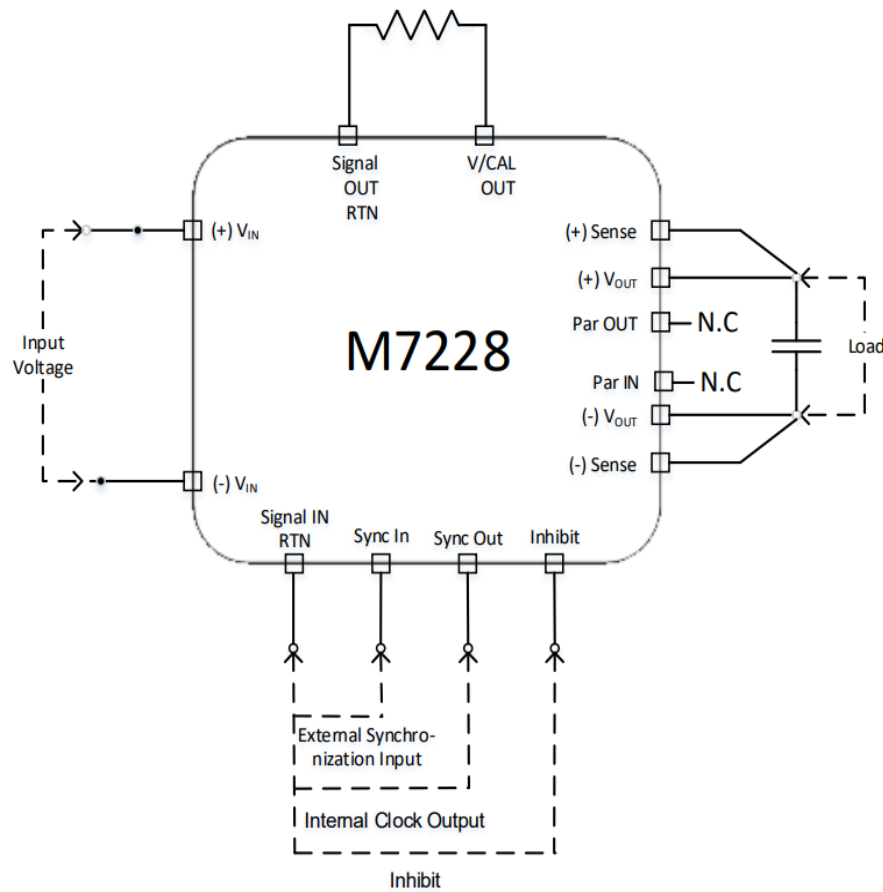 Signal
OUT
RTN
V/CAL
OUT
(+) VIN
(+) Sense
(+) VOUT
Par OUT
N.C
Input
Voltage
M7228
Load
Par IN
N.C
(-) VOUT
(-) Sense
(-) VIN
Signal IN
RTN
Sync In
Sync Out
Inhibit
External Synchro-
nization Input
Internal Clock Output
Inhibit